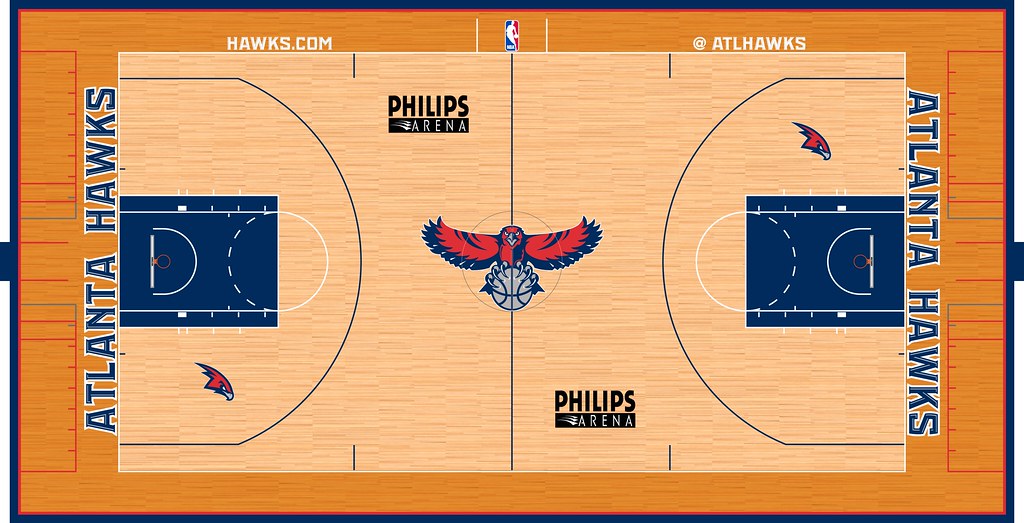 HAWKS.COM
@ ATLHAWKS
PHILIPS
ARENA
ATLANTA HAWKS
ATLANTA HAWKS
PHILIPS
ARENA